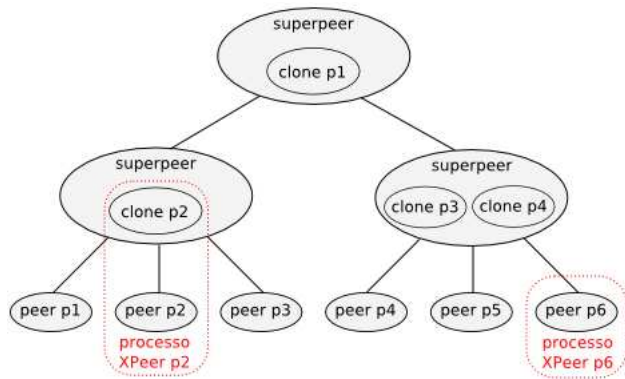 superpeer
clone p1
superpeer
superpeer
clone p2
clone p3
clone p4
peer p1
peer p2
peer p3
peer p4
peer p5
peer p6
processo
XPeer p2
processo
XPeer p6